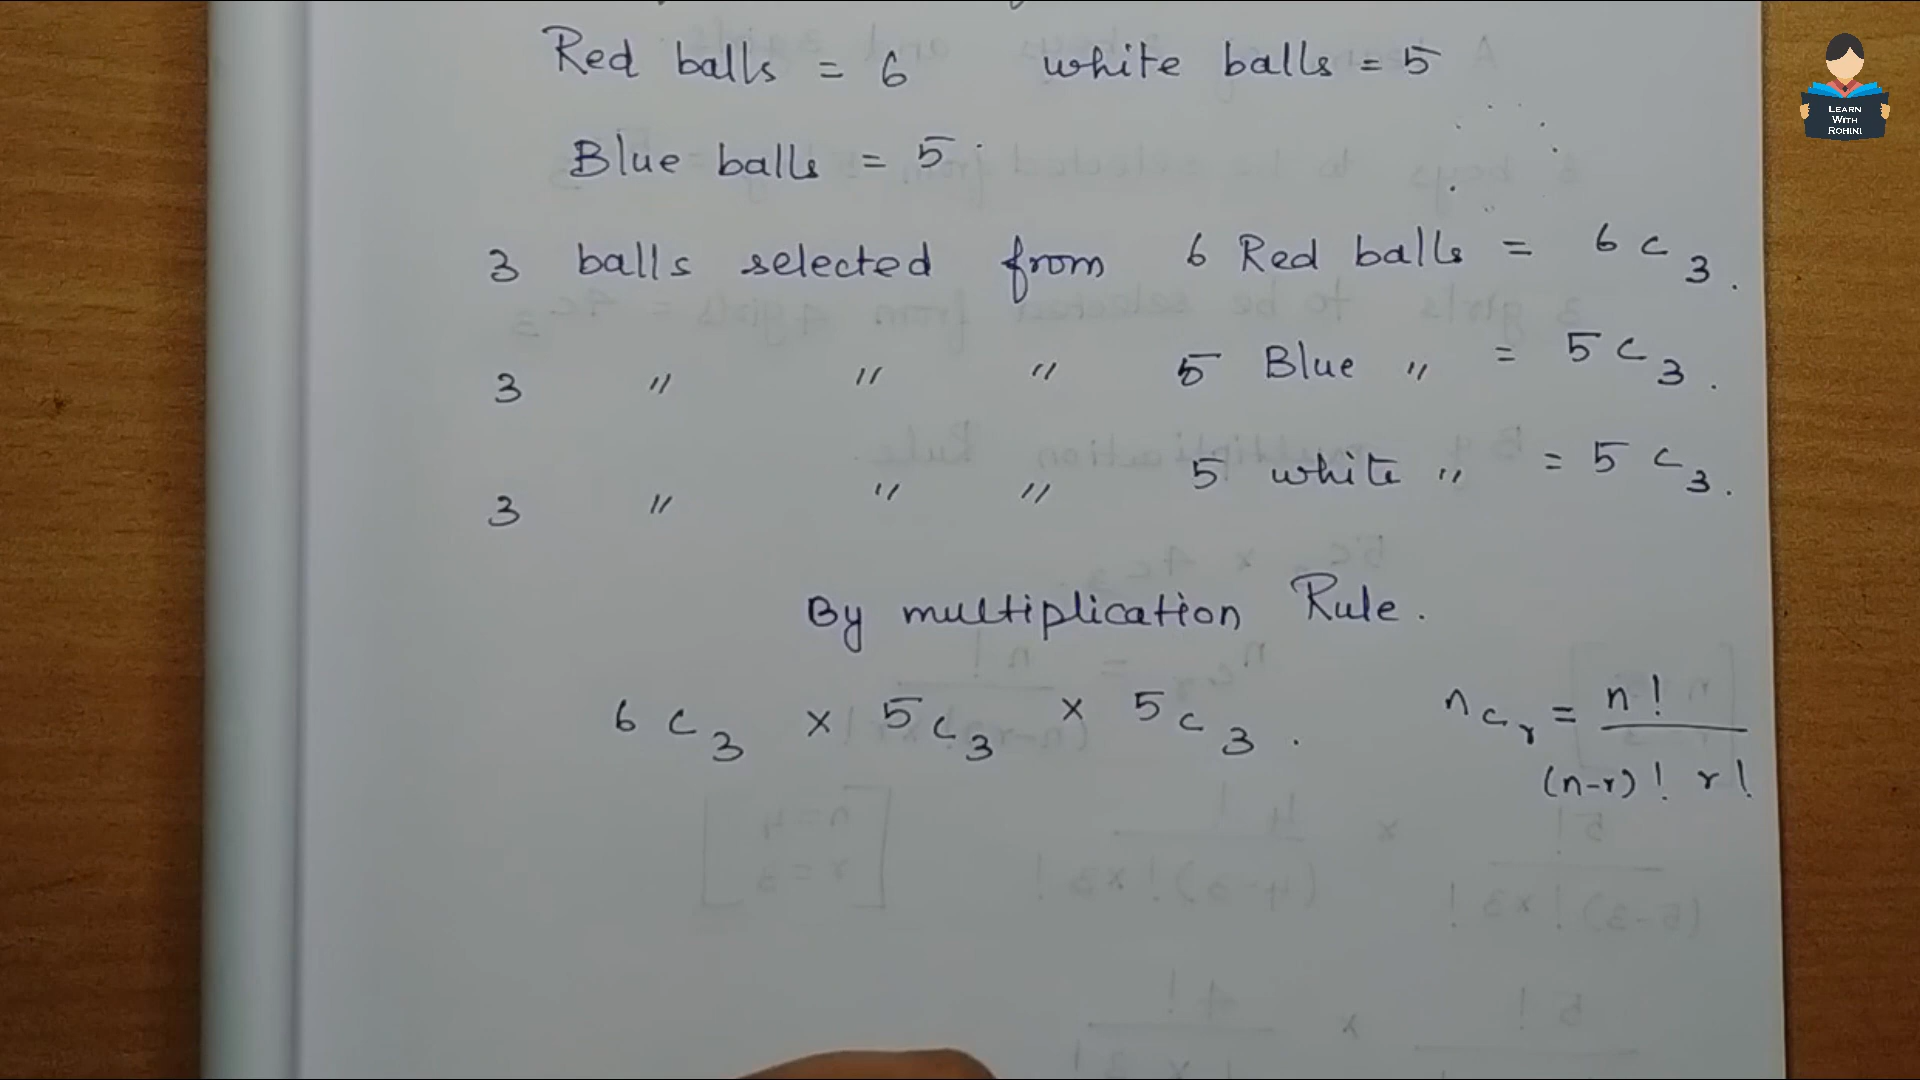 Red balls = 6 white balls = 5
Blue balls = 5.
3 balls selected from 6 Red balls = 6C3.
3 " " " 5 Blue " = 5C3.
3 " " " 5 white " = 5C3.
By multiplication Rule.
6C3 × 5C3 × 5C3.
nCr = n! / (n-r)! r!
LEARN
WITH
ROHINI